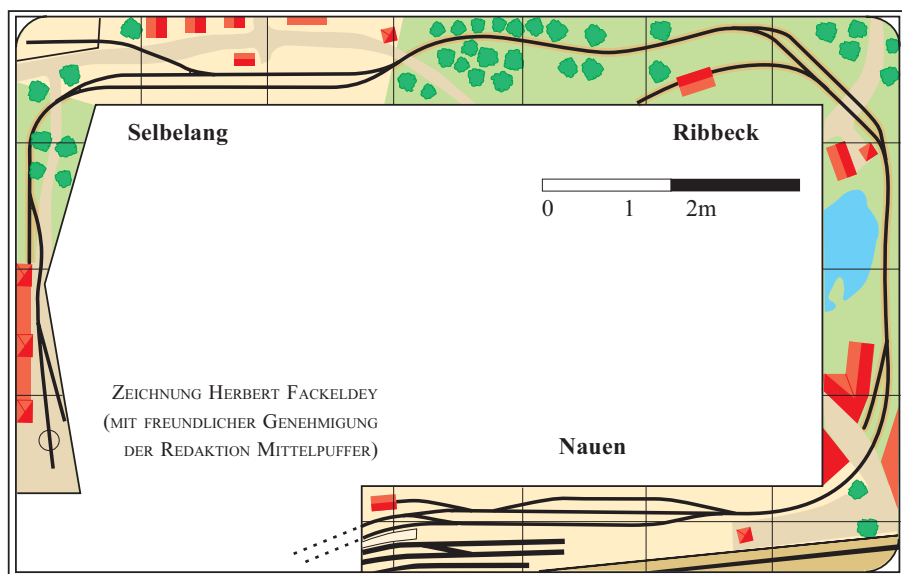 Selbelang
Ribbeck
0 1 2m
ZEICHNUNG HERBERT FACKELDEY
(MIT FREUNDLICHER GENEHMIGUNG
DER REDAKTION MITTELPUFFER)
Nauen